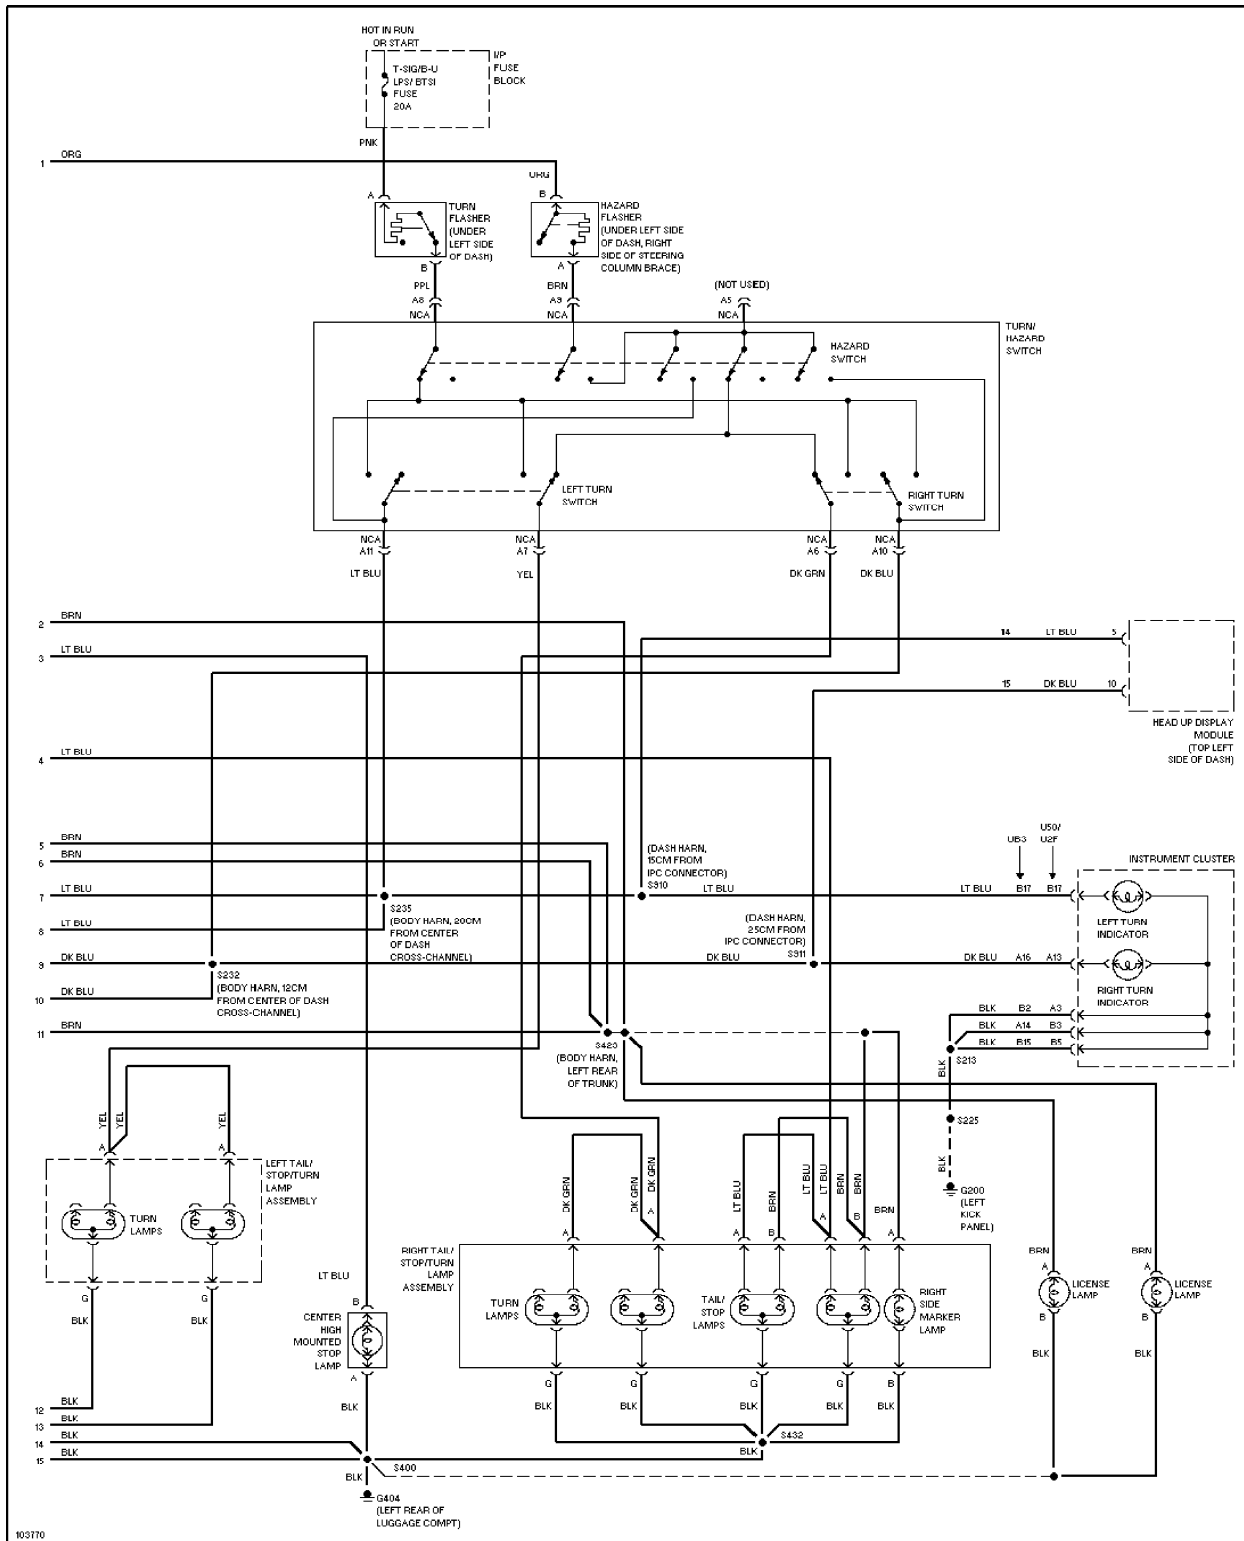 HOT IN RUN
OR START
I/P
FUSE
BLOCK
T-SIG/B-U
LPS/ BTSI
FUSE
20A
PNK
1 ORG
ORG
A
B
TURN
FLASHER
(UNDER
LEFT SIDE
OF DASH)
HAZARD
FLASHER
(UNDER LEFT SIDE
OF DASH, RIGHT
SIDE OF STEERING
COLUMN BRACE)
B
A
PPL
BRN
(NOT USED)
A8
A9
A5
NCA
NCA
NCA
TURN/
HAZARD
SWITCH
HAZARD
SWITCH
LEFT TURN
SWITCH
RIGHT TURN
SWITCH
NCA
NCA
NCA
NCA
A11
A7
A6
A10
LT BLU
YEL
DK GRN
DK BLU
2 BRN
3 LT BLU
14 LT BLU 5
15 DK BLU 10
HEAD UP DISPLAY
MODULE
(TOP LEFT
SIDE OF DASH)
4 LT BLU
5 BRN
6 BRN
(DASH HARN,
15CM FROM
IPC CONNECTOR)
S910
UB3
U50/
U2F
INSTRUMENT CLUSTER
7 LT BLU
LT BLU
LT BLU B17 B17
S235
(BODY HARN, 20CM
FROM CENTER
OF DASH
CROSS-CHANNEL)
(DASH HARN,
25CM FROM
IPC CONNECTOR)
S911
LEFT TURN
INDICATOR
8 LT BLU
9 DK BLU
DK BLU
DK BLU A16 A13
S232
(BODY HARN, 12CM
FROM CENTER OF DASH
CROSS-CHANNEL)
RIGHT TURN
INDICATOR
10 DK BLU
BLK B2 A3
BLK A14 B3
BLK B15 B5
11 BRN
S423
(BODY HARN,
LEFT REAR
OF TRUNK)
S213
BLK
S225
BLK
G200
(LEFT
KICK
PANEL)
YEL
YEL
YEL
A
A
LEFT TAIL/
STOP/TURN
LAMP
ASSEMBLY
TURN
LAMPS
G
G
BLK
BLK
DK GRN
DK GRN
DK GRN
LT BLU
BRN
LT BLU
LT BLU
BRN
BRN
BRN
A
A
A
B
A
B
A
RIGHT TAIL/
STOP/TURN
LAMP
ASSEMBLY
TURN
LAMPS
TAIL/
STOP
LAMPS
RIGHT
SIDE
MARKER
LAMP
BRN
BRN
A
A
LICENSE
LAMP
LICENSE
LAMP
B
B
BLK
BLK
LT BLU
B
CENTER
HIGH
MOUNTED
STOP
LAMP
A
BLK
G
G
G
G
B
BLK
BLK
BLK
BLK
BLK
12 BLK
13 BLK
14 BLK
15 BLK
S432
BLK
S400
BLK
G404
(LEFT REAR OF
LUGGAGE COMPT)
103770